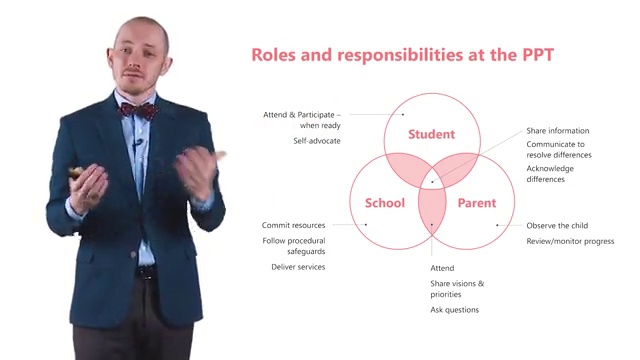 Roles and responsibilities at the PPT
Attend & Participate –
when ready
Self-advocate
Student
Share information
Communicate to
resolve differences
Acknowledge
differences
School
Parent
Commit resources
Follow procedural
safeguards
Deliver services
Observe the child
Review/monitor progress
Attend
Share visions &
priorities
Ask questions